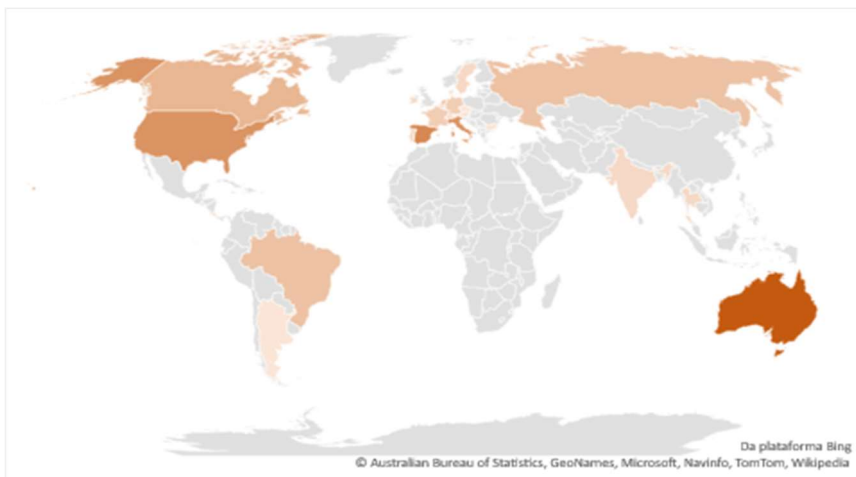 Da plataforma Bing
© Australian Bureau of Statistics, GeoNames, Microsoft, Navinfo, TomTom, Wikipedia